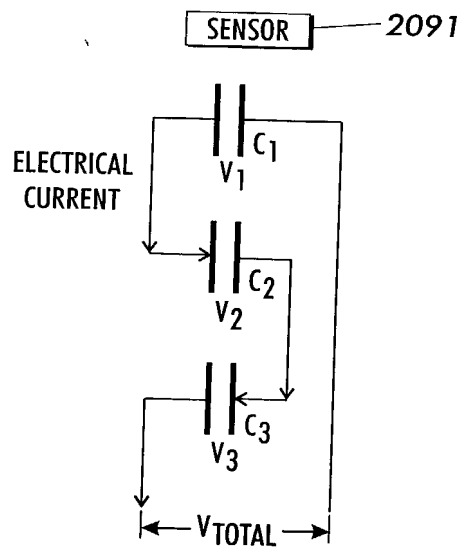 SENSOR 2091
C1
V1
ELECTRICAL
CURRENT
C2
V2
C3
V3
VTOTAL